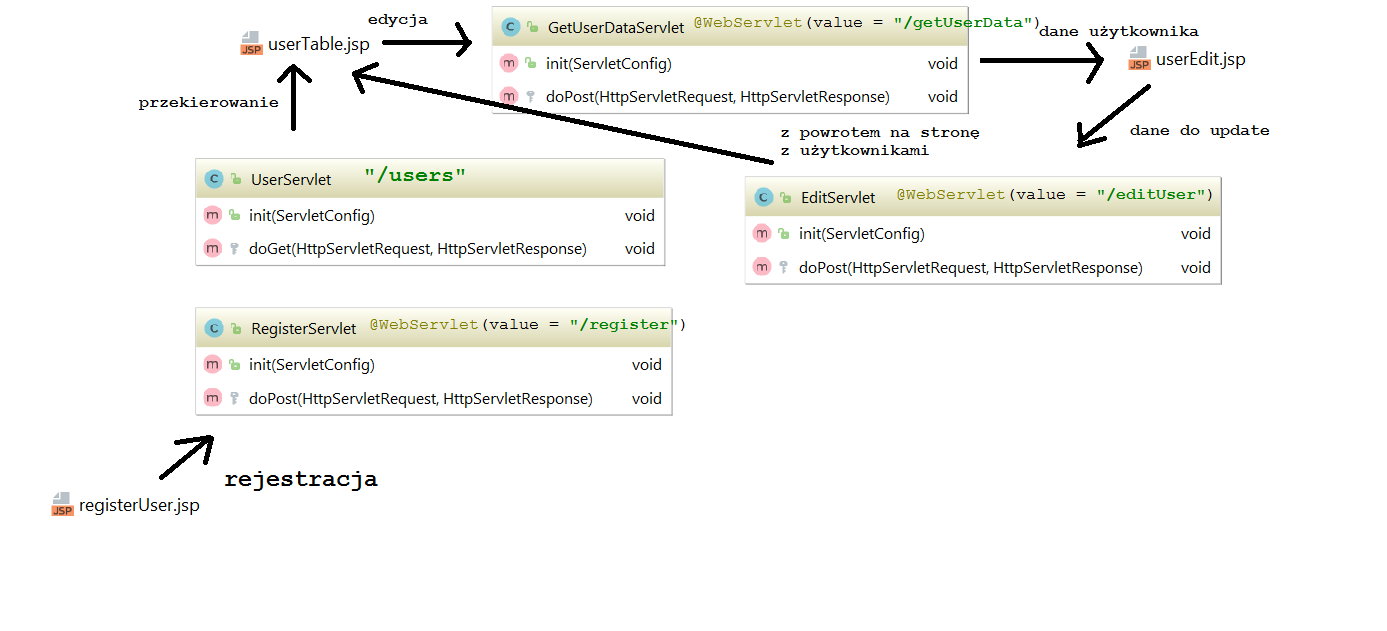 edycja
JSP userTable.jsp
C GetUserDataServlet @WebServlet(value = "/getUserData")
m init(ServletConfig) void
m doPost(HttpServletRequest, HttpServletResponse) void
dane użytkownika
JSP userEdit.jsp
przekierowanie
z powrotem na stronę
z użytkownikami
dane do update
C UserServlet "/users"
m init(ServletConfig) void
m doGet(HttpServletRequest, HttpServletResponse) void
C EditServlet @WebServlet(value = "/editUser")
m init(ServletConfig) void
m doPost(HttpServletRequest, HttpServletResponse) void
C RegisterServlet @WebServlet(value = "/register")
m init(ServletConfig) void
m doPost(HttpServletRequest, HttpServletResponse) void
rejestracja
JSP registerUser.jsp